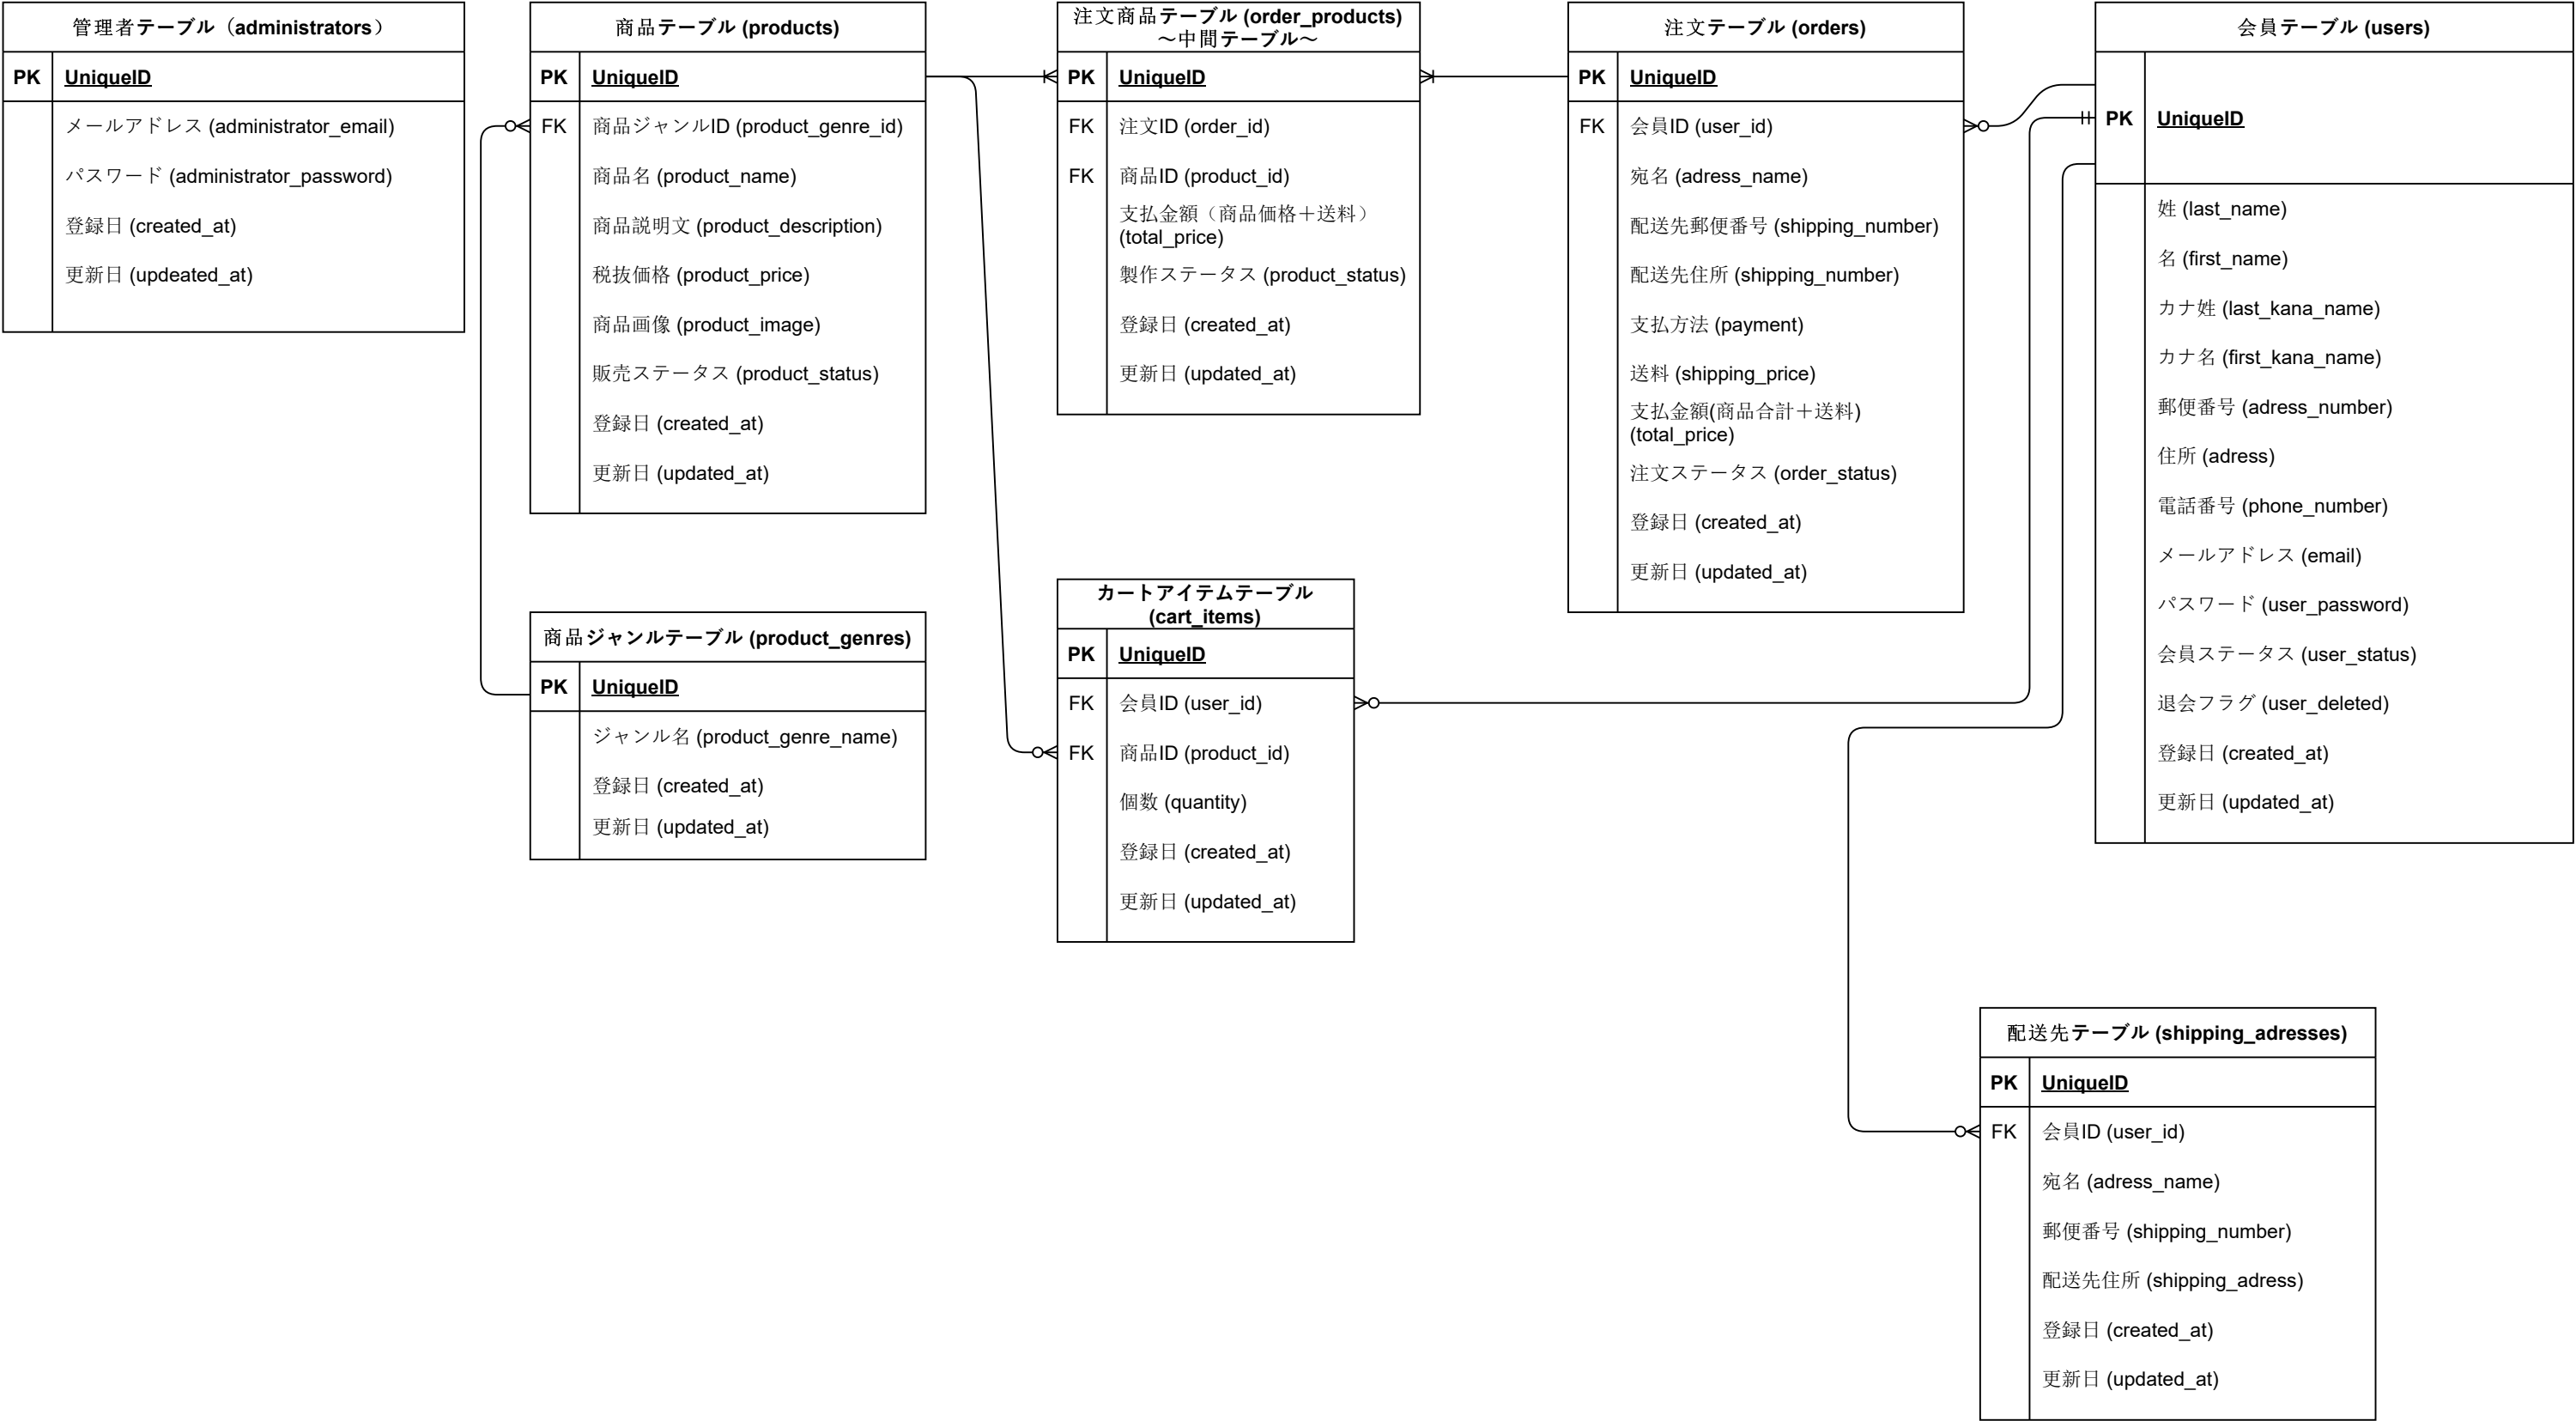 管理者テーブル（administrators）
PK UniqueID
メールアドレス (administrator_email)
パスワード (administrator_password)
登録日 (created_at)
更新日 (updeated_at)
商品テーブル (products)
PK UniqueID
FK 商品ジャンルID (product_genre_id)
商品名 (product_name)
商品説明文 (product_description)
税抜価格 (product_price)
商品画像 (product_image)
販売ステータス (product_status)
登録日 (created_at)
更新日 (updated_at)
商品ジャンルテーブル (product_genres)
PK UniqueID
ジャンル名 (product_genre_name)
登録日 (created_at)
更新日 (updated_at)
注文商品テーブル (order_products)
～中間テーブル～
PK UniqueID
FK 注文ID (order_id)
FK 商品ID (product_id)
支払金額（商品価格＋送料）
(total_price)
製作ステータス (product_status)
登録日 (created_at)
更新日 (updated_at)
カートアイテムテーブル
(cart_items)
PK UniqueID
FK 会員ID (user_id)
FK 商品ID (product_id)
個数 (quantity)
登録日 (created_at)
更新日 (updated_at)
注文テーブル (orders)
PK UniqueID
FK 会員ID (user_id)
宛名 (adress_name)
配送先郵便番号 (shipping_number)
配送先住所 (shipping_number)
支払方法 (payment)
送料 (shipping_price)
支払金額(商品合計＋送料)
(total_price)
注文ステータス (order_status)
登録日 (created_at)
更新日 (updated_at)
会員テーブル (users)
PK UniqueID
姓 (last_name)
名 (first_name)
カナ姓 (last_kana_name)
カナ名 (first_kana_name)
郵便番号 (adress_number)
住所 (adress)
電話番号 (phone_number)
メールアドレス (email)
パスワード (user_password)
会員ステータス (user_status)
退会フラグ (user_deleted)
登録日 (created_at)
更新日 (updated_at)
配送先テーブル (shipping_adresses)
PK UniqueID
FK 会員ID (user_id)
宛名 (adress_name)
郵便番号 (shipping_number)
配送先住所 (shipping_adress)
登録日 (created_at)
更新日 (updated_at)